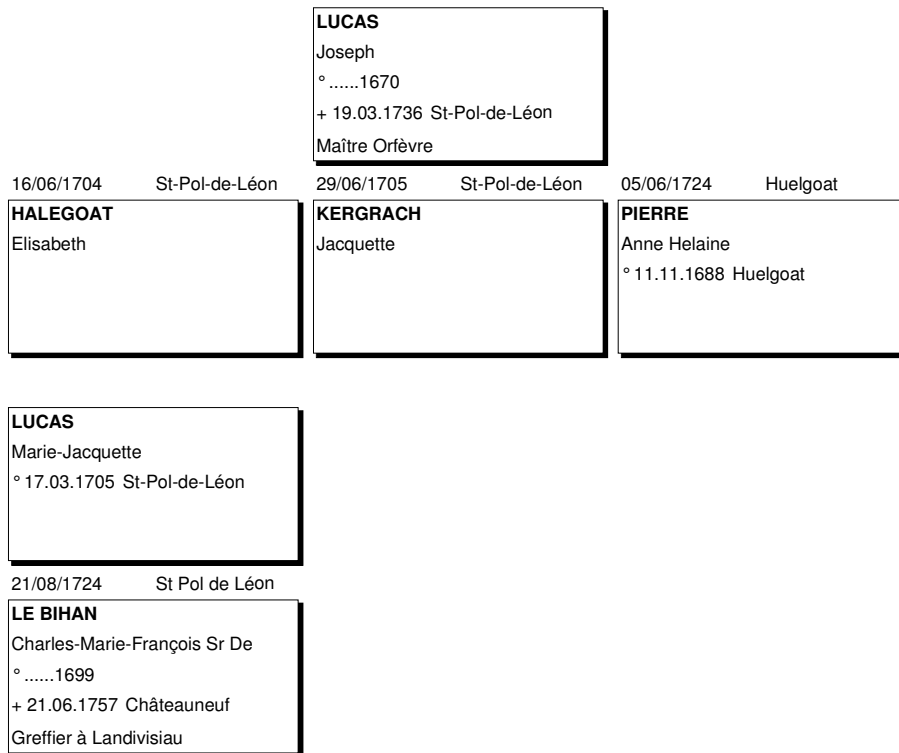 LUCAS
Joseph
° ......1670
+ 19.03.1736 St-Pol-de-Léon
Maître Orfèvre
16/06/1704 St-Pol-de-Léon 29/06/1705 St-Pol-de-Léon 05/06/1724 Huelgoat
HALEGOAT
Elisabeth
KERGRACH
Jacquette
PIERRE
Anne Helaine
° 11.11.1688 Huelgoat
LUCAS
Marie-Jacquette
° 17.03.1705 St-Pol-de-Léon
21/08/1724 St Pol de Léon
LE BIHAN
Charles-Marie-François Sr De
° ......1699
+ 21.06.1757 Châteauneuf
Greffier à Landivisiau